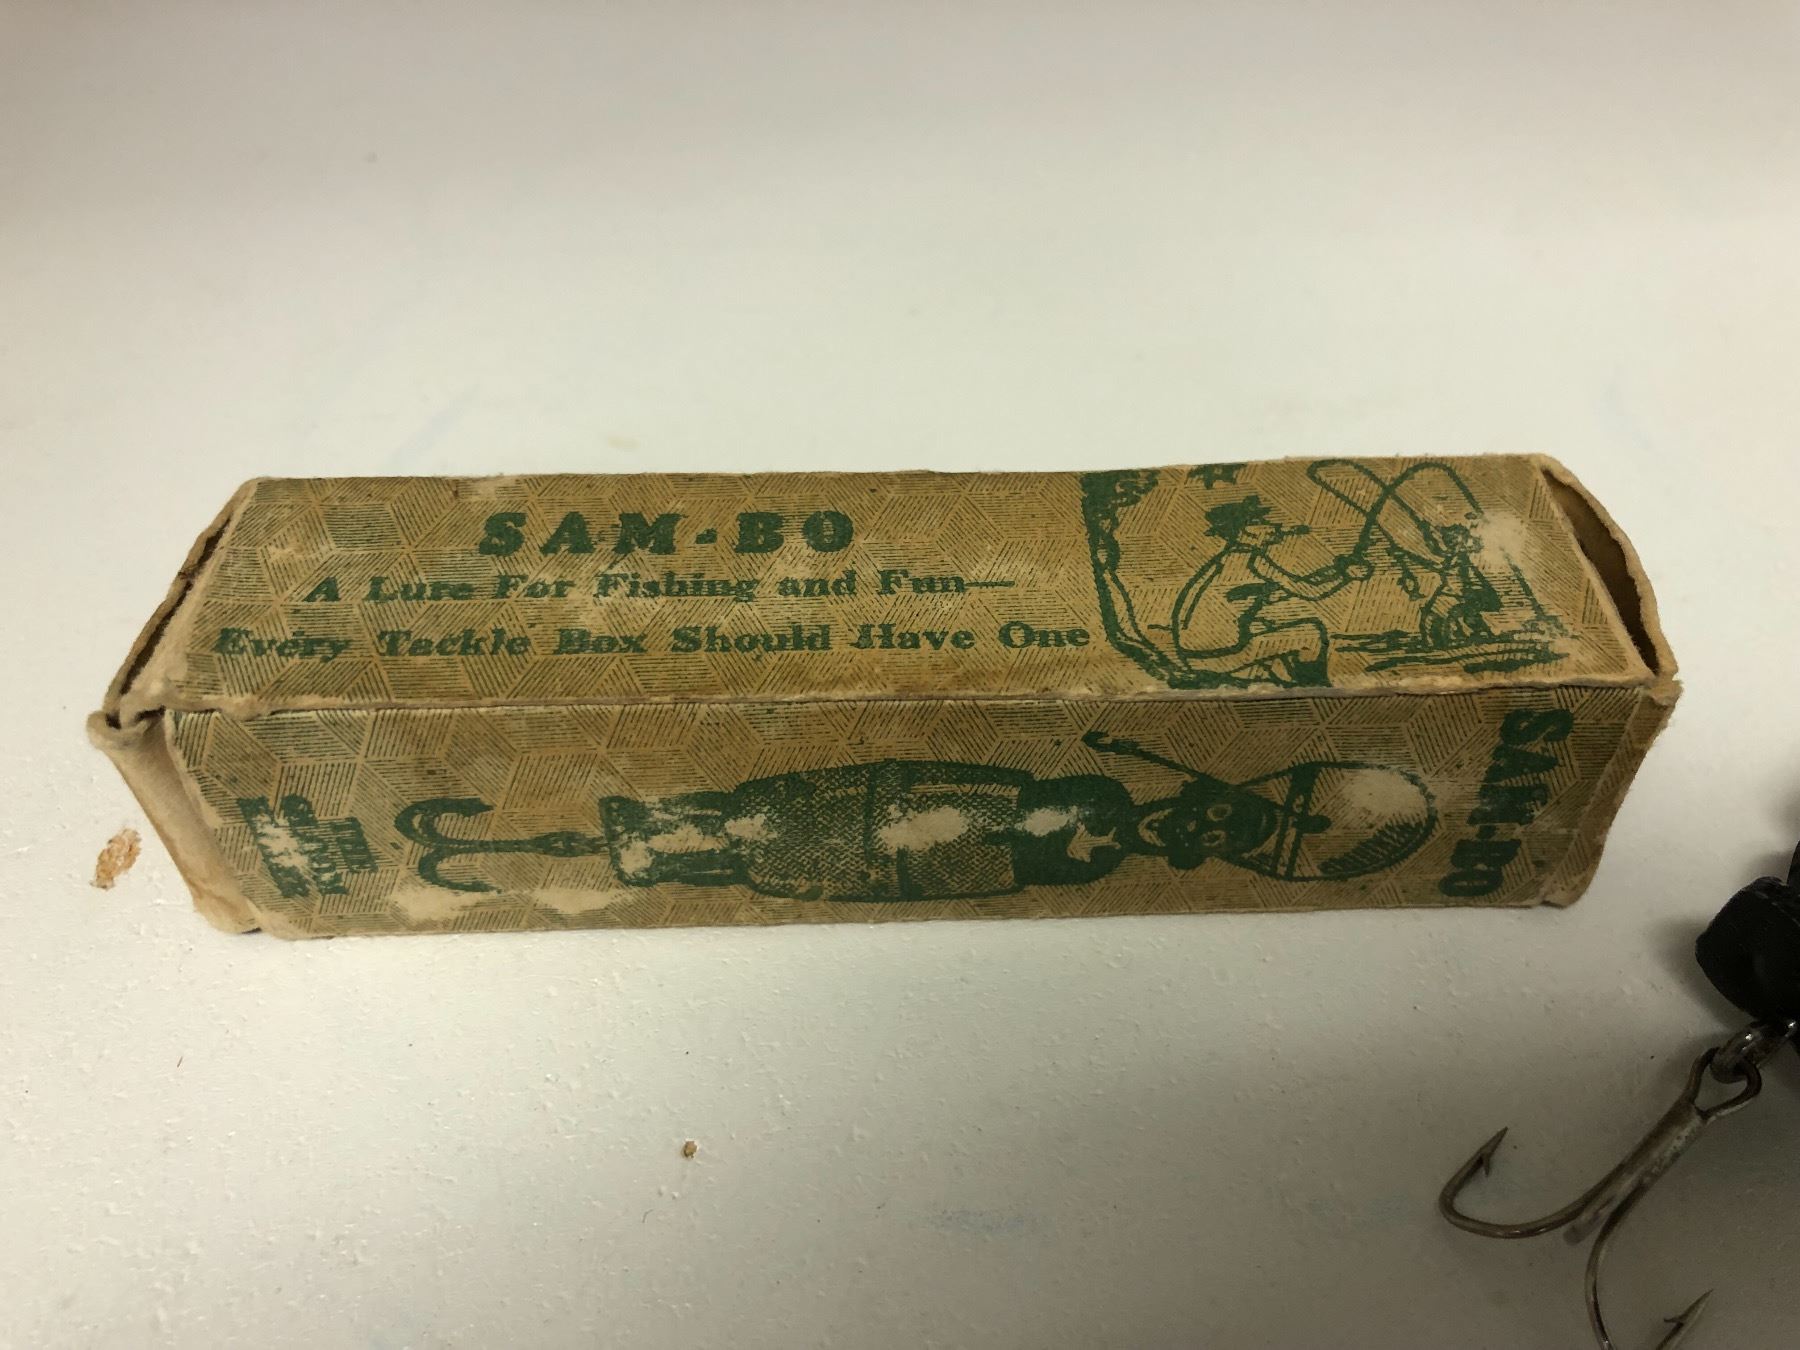 SAM-BO
A Lure For Fishing and Fun—
Every Tackle Box Should Have One
SAM-BO